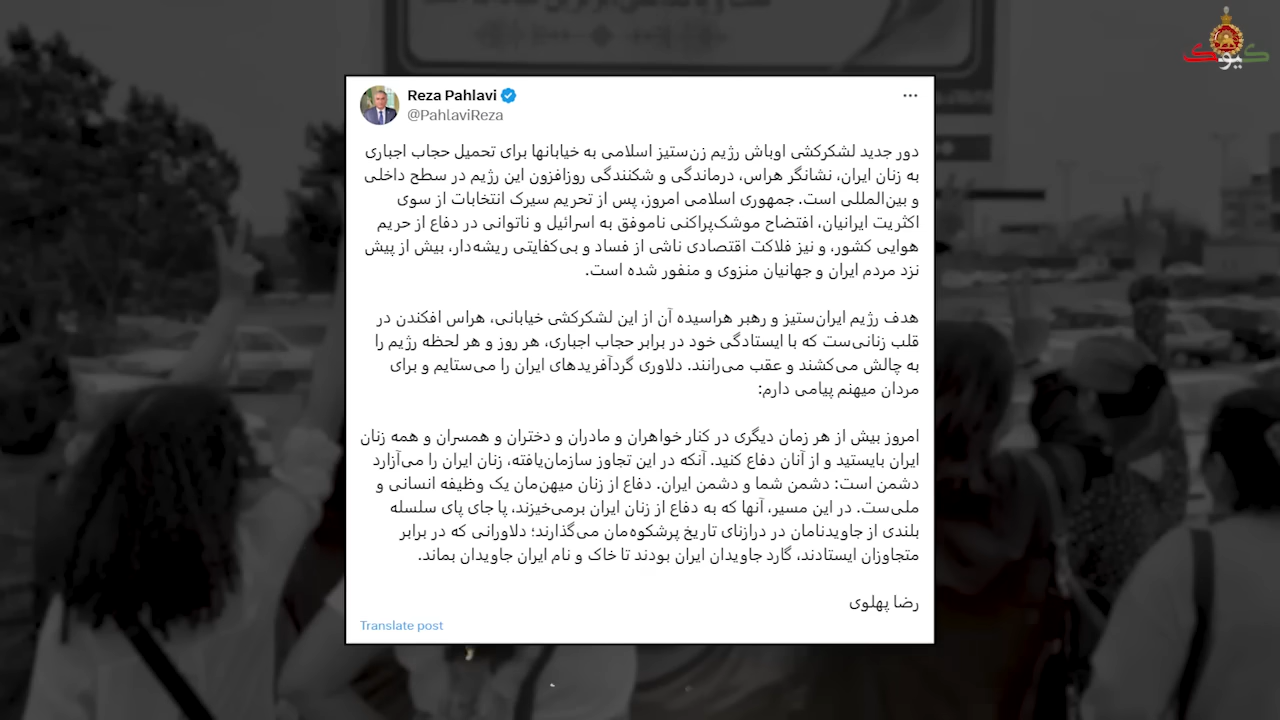 کیوک
Reza Pahlavi
@PahlaviReza
دور جدید لشکرکشی اوباش رژیم زن‌ستیز اسلامی به خیابانها برای تحمیل حجاب اجباری
به زنان ایران، نشانگر هراس، درماندگی و شکنندگی روزافزون این رژیم در سطح داخلی
و بین‌المللی است. جمهوری اسلامی امروز، پس از تحریم سیرک انتخابات از سوی
اکثریت ایرانیان، افتضاح موشک‌پراکنی ناموفق به اسرائیل و ناتوانی در دفاع از حریم
هوایی کشور، و نیز فلاکت اقتصادی ناشی از فساد و بی‌کفایتی ریشه‌دار، بیش از پیش
نزد مردم ایران و جهانیان منزوی و منفور شده است.
هدف رژیم ایران‌ستیز و رهبر هراسیده آن از این لشکرکشی خیابانی، هراس افکندن در
قلب زنانی‌ست که با ایستادگی خود در برابر حجاب اجباری، هر روز و هر لحظه رژیم را
به چالش می‌کشند و عقب می‌رانند. دلاوری گردآفریدهای ایران را می‌ستایم و برای
مردان میهنم پیامی دارم:
امروز بیش از هر زمان دیگری در کنار خواهران و مادران و دختران و همسران و همه زنان
ایران بایستید و از آنان دفاع کنید. آنکه در این تجاوز سازمان‌یافته، زنان ایران را می‌آزارد
دشمن است: دشمن شما و دشمن ایران. دفاع از زنان میهن‌مان یک وظیفه انسانی و
ملی‌ست. در این مسیر، آنها که به دفاع از زنان ایران برمی‌خیزند، پا جای پای سلسله
بلندی از جاویدنامان در درازنای تاریخ پرشکوه‌مان می‌گذارند؛ دلاورانی که در برابر
متجاوزان ایستادند، گارد جاویدان ایران بودند تا خاک و نام ایران جاویدان بماند.
رضا پهلوی
Translate post